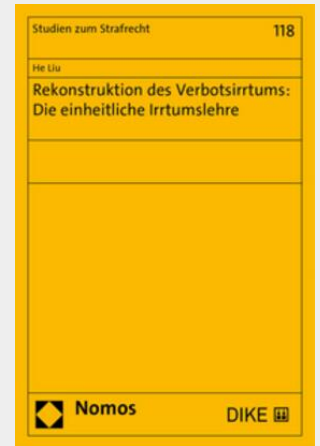 Studien zum Strafrecht 118
He Liu
Rekonstruktion des Verbotsirrtums:
Die einheitliche Irrtumslehre
Nomos
DIKE